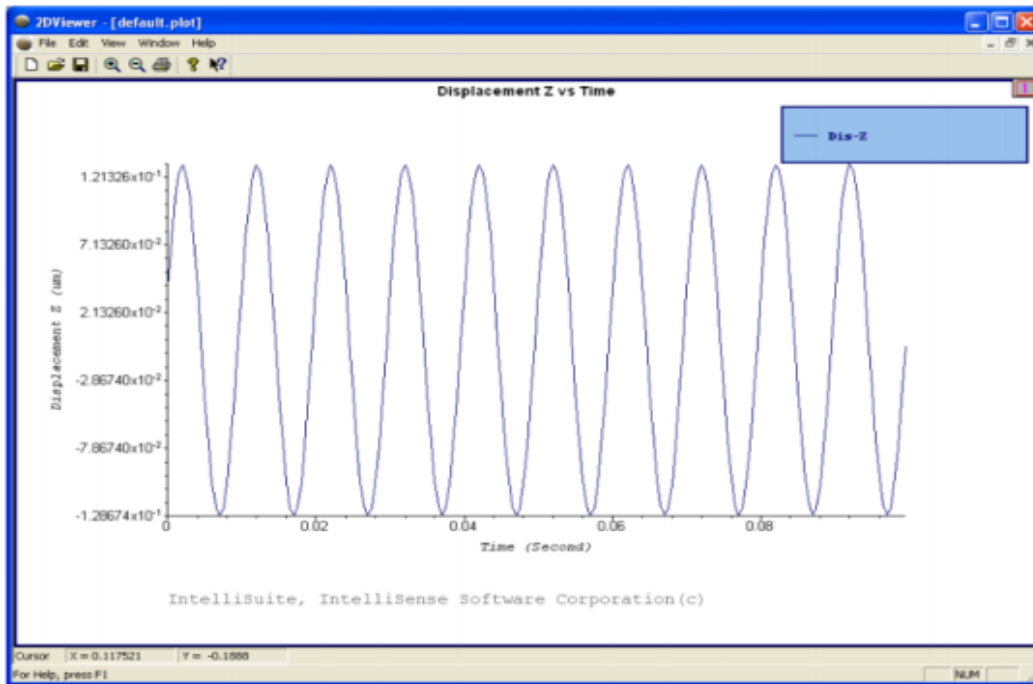 2DViewer - [default.plot]
File Edit View Window Help
Displacement Z vs Time
1
Dis-Z
1.21326x10-1
7.13260x10-2
2.13260x10-2
-2.86740x10-2
-7.86740x10-2
-1.28674x10-1
Displacement Z (um)
0 0.02 0.04 0.06 0.08
Time (Second)
IntelliSuite, IntelliSense Software Corporation(c)
Cursor X = 0.117521 Y = -0.1888
For Help, press F1 NUM